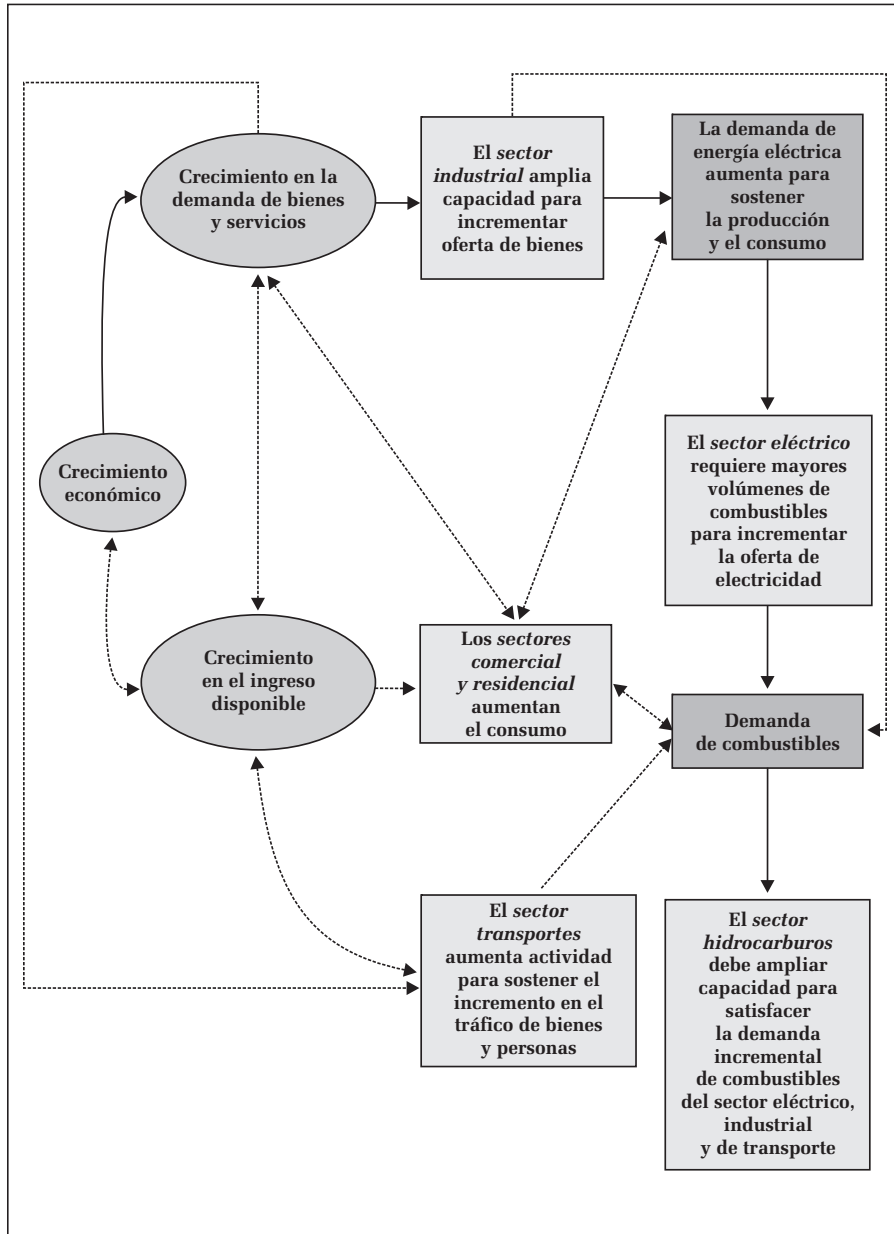 Crecimiento en la
demanda de bienes
y servicios
El sector
industrial amplia
capacidad para
incrementar
oferta de bienes
La demanda de
energía eléctrica
aumenta para
sostener
la producción
y el consumo
Crecimiento
económico
El sector eléctrico
requiere mayores
volúmenes de
combustibles
para incrementar
la oferta de
electricidad
Crecimiento
en el ingreso
disponible
Los sectores
comercial
y residencial
aumentan
el consumo
Demanda
de combustibles
El sector
transportes
aumenta actividad
para sostener el
incremento en el
tráfico de bienes
y personas
El sector
hidrocarburos
debe ampliar
capacidad para
satisfacer
la demanda
incremental
de combustibles
del sector eléctrico,
industrial
y de transporte